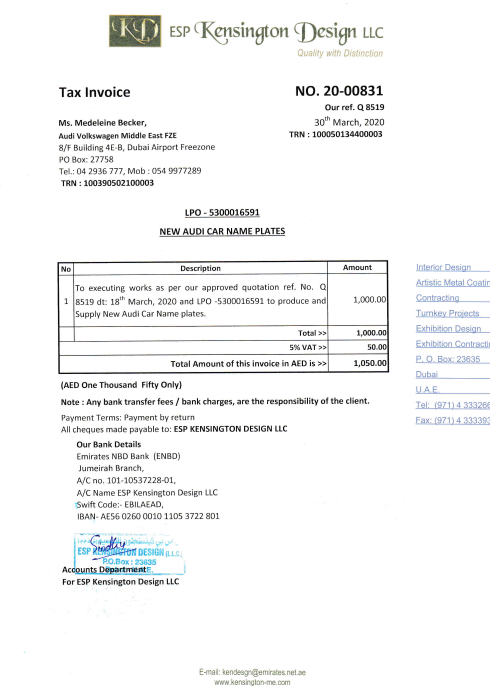 KD ESP Kensington Design LLC
Quality with Distinction
Tax Invoice
NO. 20-00831
Our ref. Q 8519
Ms. Medeleine Becker,
30th March, 2020
Audi Volkswagen Middle East FZE
TRN : 100050134400003
8/F Building 4E-B, Dubai Airport Freezone
PO Box: 27758
Tel.: 04 2936 777, Mob : 054 9977289
TRN : 100390502100003
LPO - 5300016591
NEW AUDI CAR NAME PLATES
No Description Amount
To executing works as per our approved quotation ref. No. Q
1 8519 dt: 18th March, 2020 and LPO -5300016591 to produce and 1,000.00
Supply New Audi Car Name plates.
Total >> 1,000.00
5% VAT >> 50.00
Total Amount of this invoice in AED is >> 1,050.00
(AED One Thousand Fifty Only)
Note : Any bank transfer fees / bank charges, are the responsibility of the client.
Payment Terms: Payment by return
All cheques made payable to: ESP KENSINGTON DESIGN LLC
Our Bank Details
Emirates NBD Bank (ENBD)
Jumeirah Branch,
A/C no. 101-10537228-01,
A/C Name ESP Kensington Design LLC
Swift Code:- EBILAEAD,
IBAN- AE56 0260 0010 1105 3722 801
ESP KENSINGTON DESIGN (L.L.C.)
P.O.Box : 23635
Accounts Department
For ESP Kensington Design LLC
Interior Design
Artistic Metal Coatin
Contracting
Turnkey Projects
Exhibition Design
Exhibition Contracti
P. O. Box: 23635
Dubai
U.A.E.
Tel: (971) 4 333266
Fax: (971) 4 333393
E-mail: kendesgn@emirates.net.ae
www.kensington-me.com